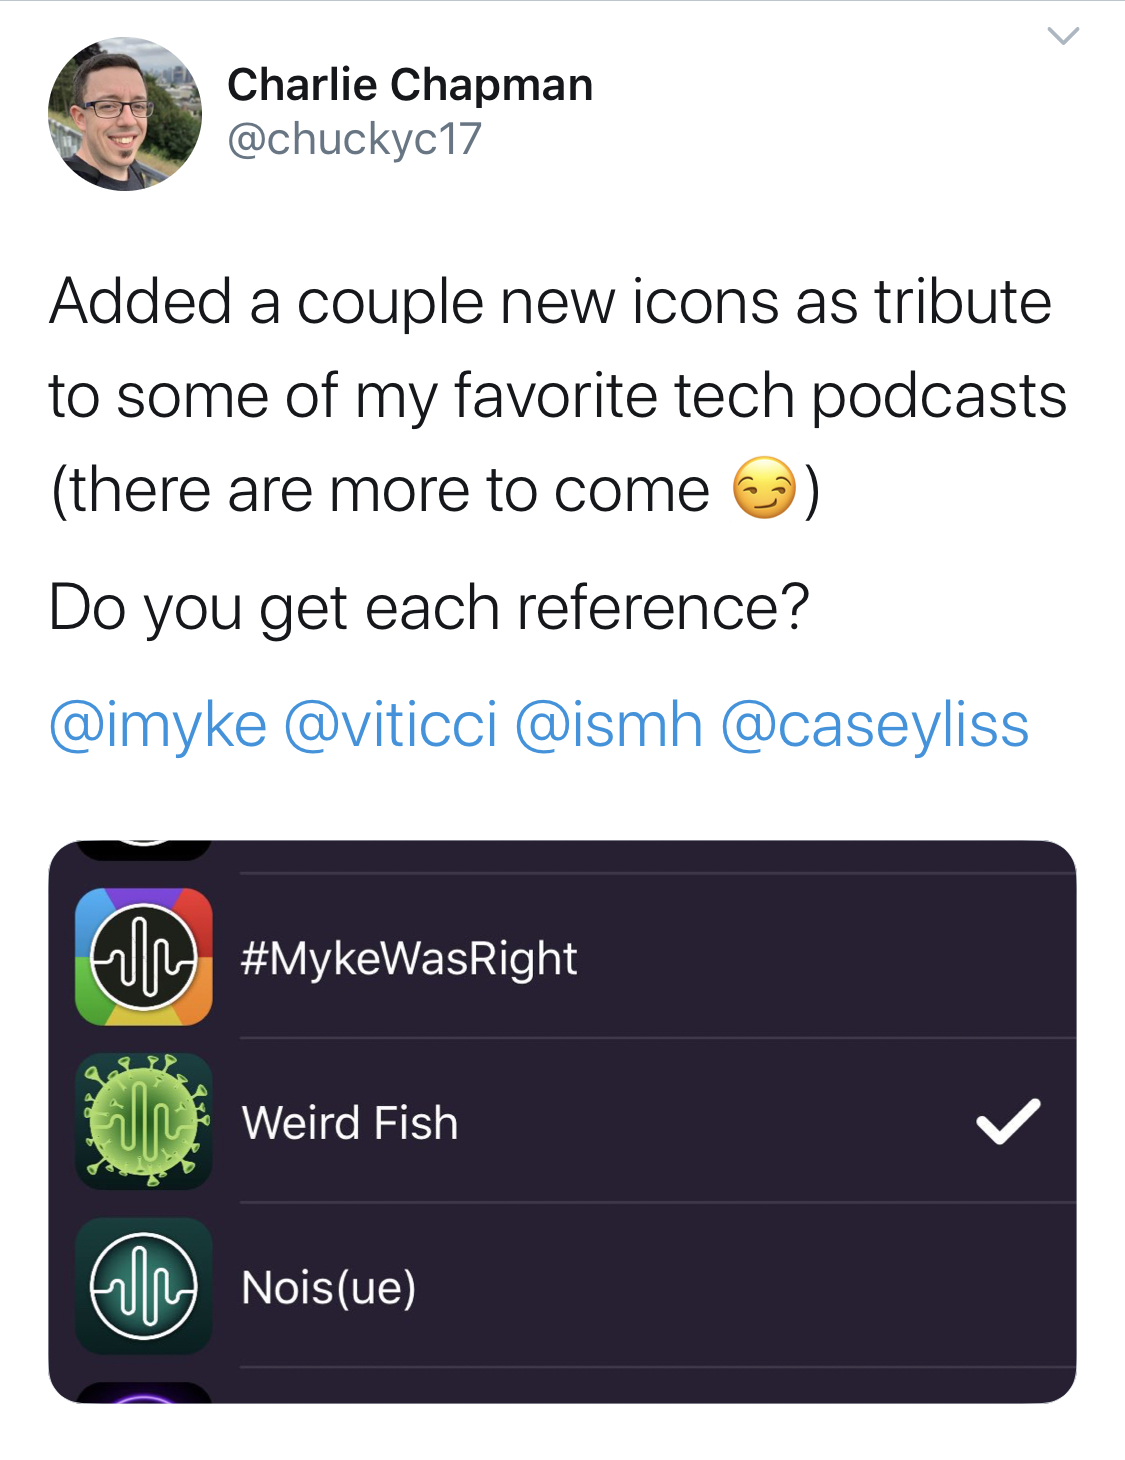 Charlie Chapman
@chuckyc17
Added a couple new icons as tribute
to some of my favorite tech podcasts
(there are more to come 😏)
Do you get each reference?
@imyke @viticci @ismh @caseyliss
#MykeWasRight
Weird Fish
Nois(ue)